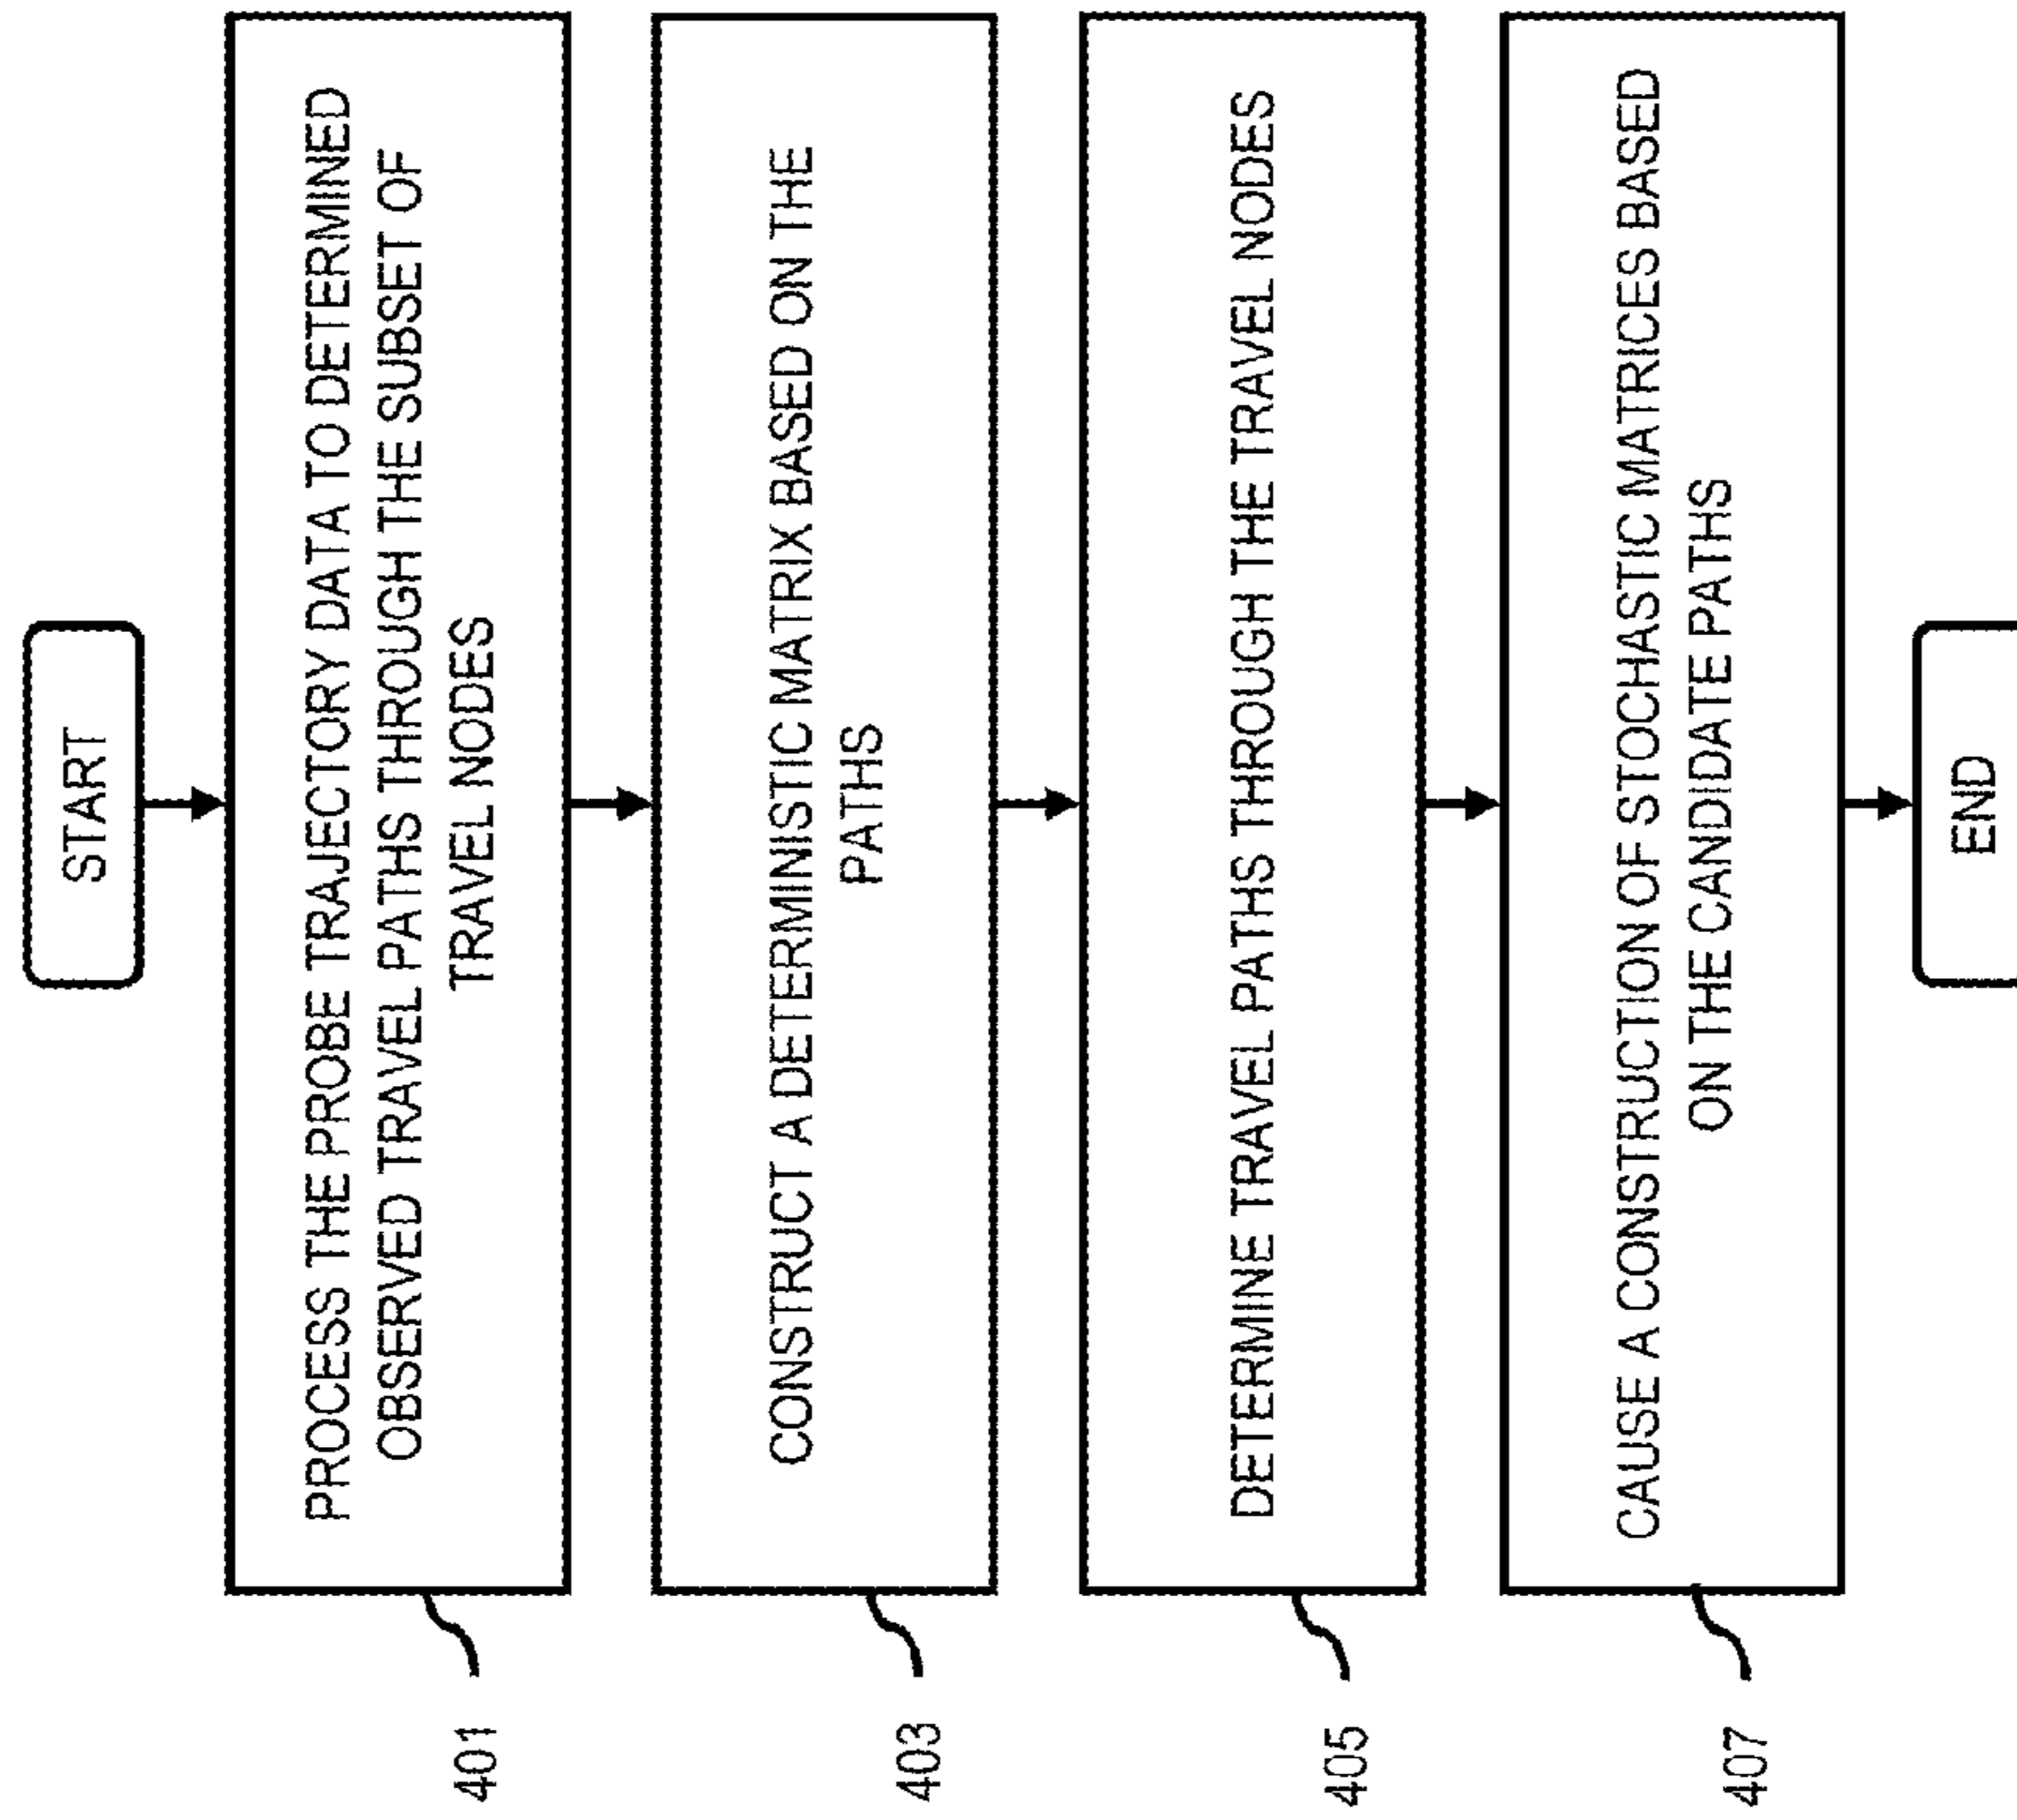 START
PROCESS THE PROBE TRAJECTORY DATA TO DETERMINED
OBSERVED TRAVEL PATHS THROUGH THE SUBSET OF
TRAVEL NODES
401
CONSTRUCT A DETERMINISTIC MATRIX BASED ON THE
PATHS
403
DETERMINE TRAVEL PATHS THROUGH THE TRAVEL NODES
405
CAUSE A CONSTRUCTION OF STOCHASTIC MATRICES BASED
ON THE CANDIDATE PATHS
407
END